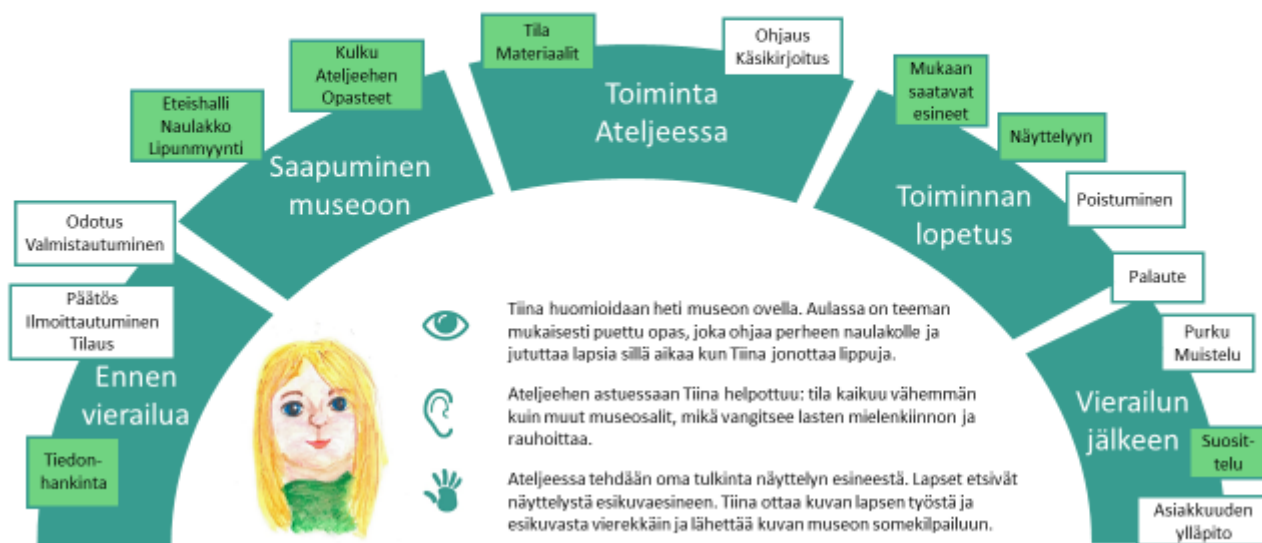 Tila
Materiaalit
Ohjaus
Käsikirjoitus
Kulku
Ateljeehen
Opasteet
Mukaan
saatavat
esineet
Eteishalli
Naulakko
Lipunmyynti
Toiminta
Ateljeessa
Näyttelyyn
Saapuminen
museoon
Toiminnan
lopetus
Poistuminen
Odotus
Valmistautuminen
Palaute
Päätös
Ilmoittautuminen
Tilaus
Purku
Muistelu
Ennen
vierailua
Vierailun
jälkeen
Tiedon-
hankinta
Suosit-
telu
Asiakkuuden
ylläpito
Tiina huomioidaan heti museon ovella. Aulassa on teeman
mukaisesti puettu opas, joka ohjaa perheen naulakolle ja
jututtaa lapsia sillä aikaa kun Tiina jonottaa lippuja.
Ateljeehen astuessaan Tiina helpottuu: tila kaikuu vähemmän
kuin muut museosalit, mikä vangitsee lasten mielenkiinnon ja
rauhoittaa.
Ateljeessa tehdään oma tulkinta näyttelyn esineestä. Lapset etsivät
näyttelystä esikuvaesineen. Tiina ottaa kuvan lapsen työstä ja
esikuvasta vierekkäin ja lähettää kuvan museon somekilpailuun.